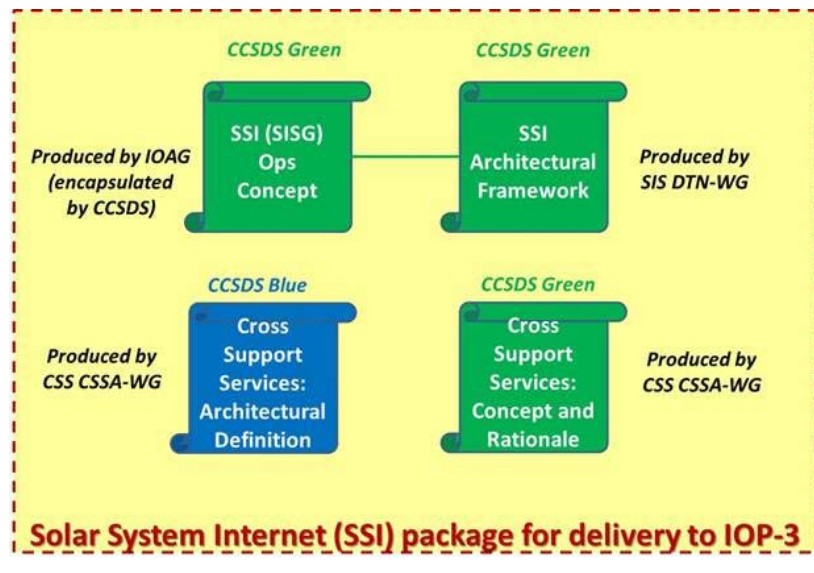 CCSDS Green
CCSDS Green
Produced by IOAG
(encapsulated
by CCSDS)
SSI (SISG)
Ops
Concept
SSI
Architectural
Framework
Produced by
SIS DTN-WG
CCSDS Blue
CCSDS Green
Produced by
CSS CSSA-WG
Cross
Support
Services:
Architectural
Definition
Cross
Support
Services:
Concept and
Rationale
Produced by
CSS CSSA-WG
Solar System Internet (SSI) package for delivery to IOP-3